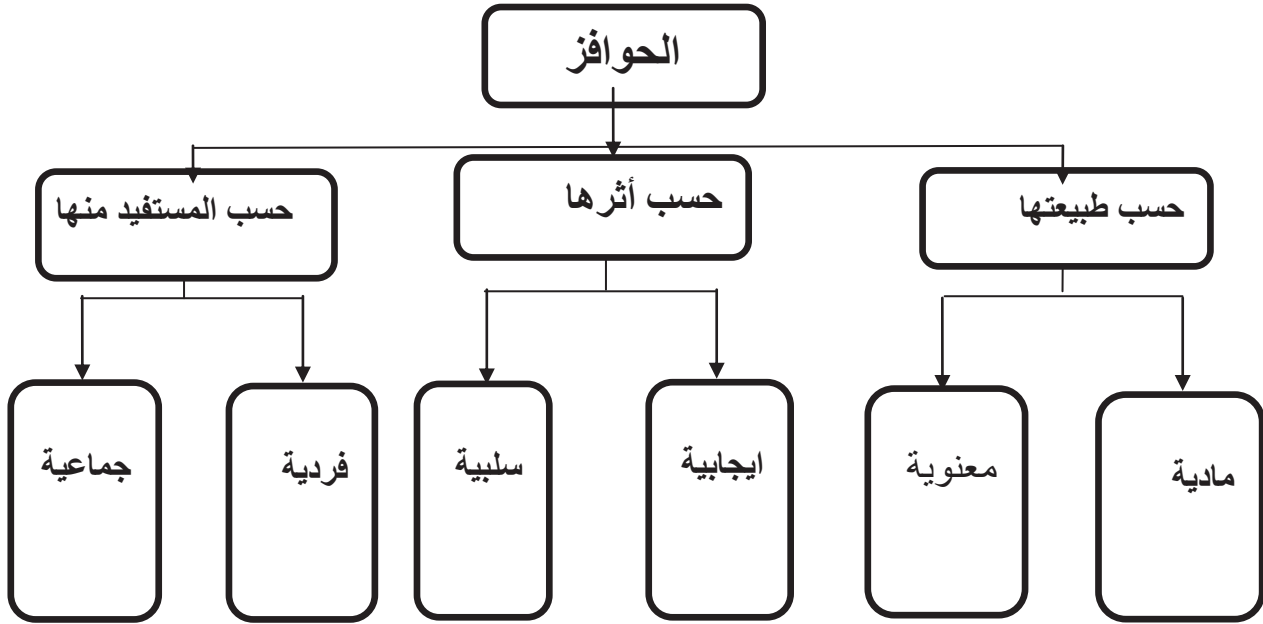 الحوافز
حسب طبيعتها
حسب أثرها
حسب المستفيد منها
مادية
معنوية
ايجابية
سلبية
فردية
جماعية